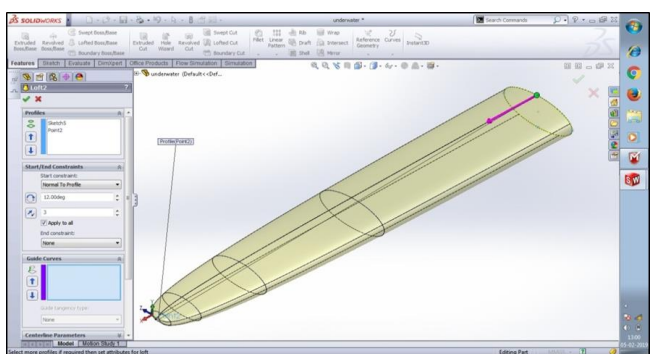 SOLIDWORKS
underwater *
Search Commands
Extruded Boss/Base
Revolved Boss/Base
Swept Boss/Base
Lofted Boss/Base
Boundary Boss/Base
Extruded Cut
Hole Wizard
Revolved Cut
Swept Cut
Lofted Cut
Boundary Cut
Fillet
Linear Pattern
Rib
Draft
Shell
Wrap
Intersect
Mirror
Reference Geometry
Curves
Instant3D
Features
Sketch
Evaluate
DimXpert
Office Products
Flow Simulation
Simulation
underwater (Default<<Def...
Loft2
Profiles
Sketch5
Point2
Profile(Point2)
Start/End Constraints
Start constraint:
Normal To Profile
12.00deg
3
Apply to all
End constraint:
None
Guide Curves
Guide tangency type:
None
Centerline Parameters
Model
Motion Study 1
Select more profiles if required then set attributes for loft
Editing Part
13:00